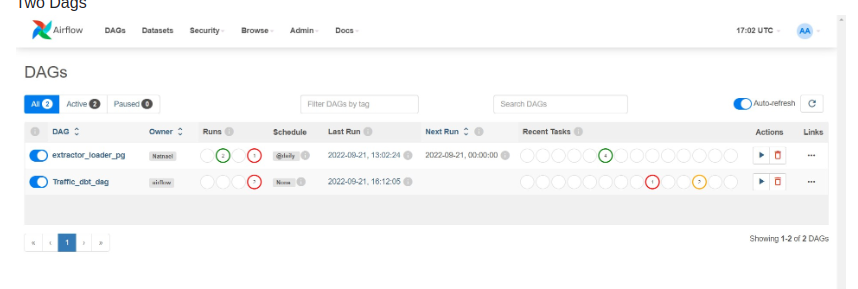 Two Dags
Airflow DAGs Datasets Security Browse Admin Docs 17:02 UTC AA
DAGs
All 2 Active 2 Paused 0 Filter DAGs by tag Search DAGs Auto-refresh
DAG Owner Runs Schedule Last Run Next Run Recent Tasks Actions Links
extractor_loader_pg 2 1 @daily 2022-09-21, 13:02:24 2022-09-21, 00:00:00 4
Traffic_dbt_dag airflow None 2022-09-21, 16:12:05 1
« ‹ 1 › » Showing 1-2 of 2 DAGs